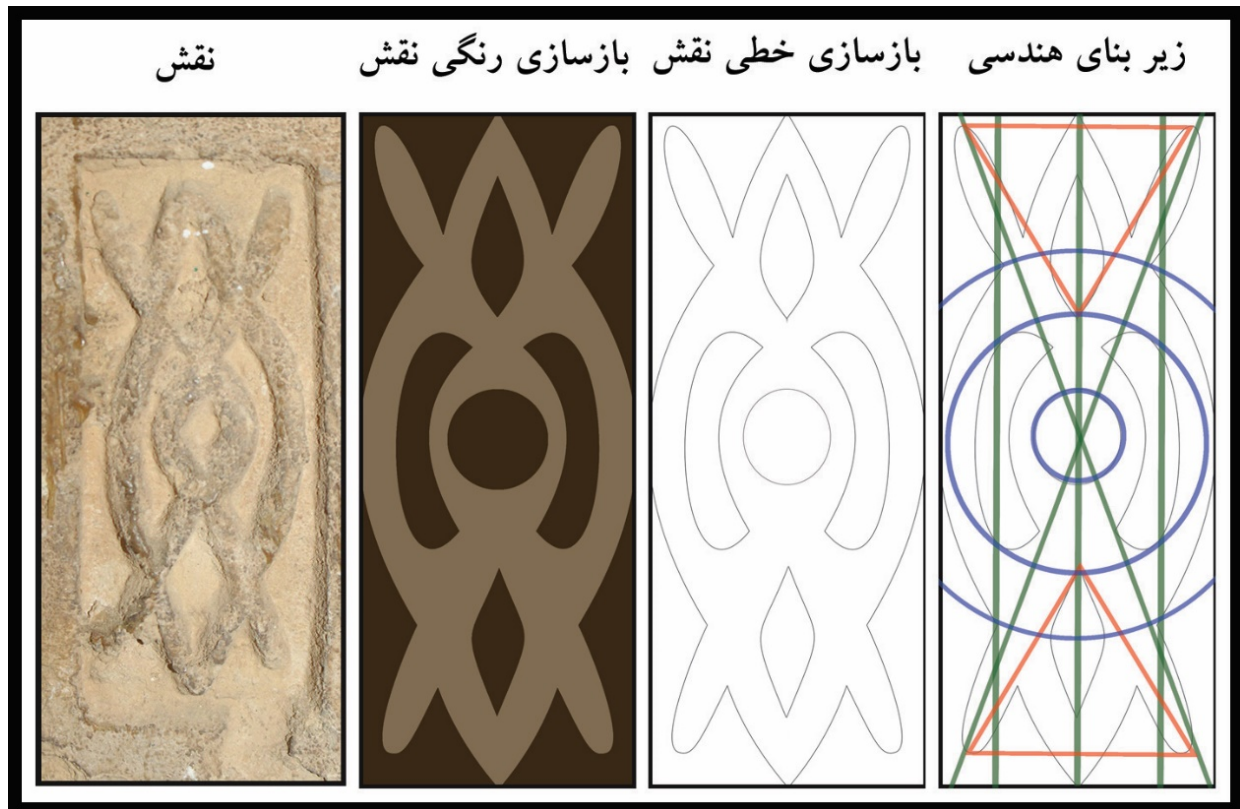 زیر بنای هندسی
بازسازی خطی نقش
بازسازی رنگی نقش
نقش